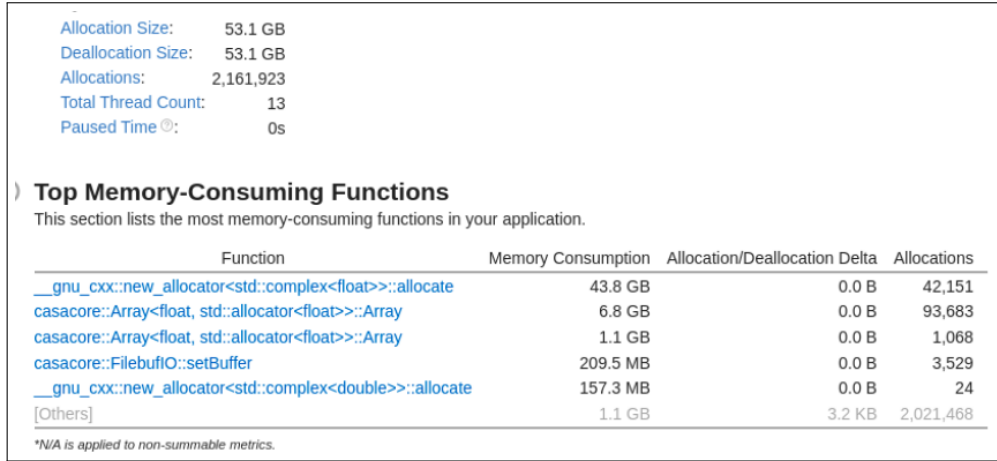 Allocation Size: 53.1 GB
Deallocation Size: 53.1 GB
Allocations: 2,161,923
Total Thread Count: 13
Paused Time ?: 0s
Top Memory-Consuming Functions
This section lists the most memory-consuming functions in your application.
Function Memory Consumption Allocation/Deallocation Delta Allocations
__gnu_cxx::new_allocator<std::complex<float>>::allocate 43.8 GB 0.0 B 42,151
casacore::Array<float, std::allocator<float>>::Array 6.8 GB 0.0 B 93,683
casacore::Array<float, std::allocator<float>>::Array 1.1 GB 0.0 B 1,068
casacore::FilebufIO::setBuffer 209.5 MB 0.0 B 3,529
__gnu_cxx::new_allocator<std::complex<double>>::allocate 157.3 MB 0.0 B 24
[Others] 1.1 GB 3.2 KB 2,021,468
*N/A is applied to non-summable metrics.